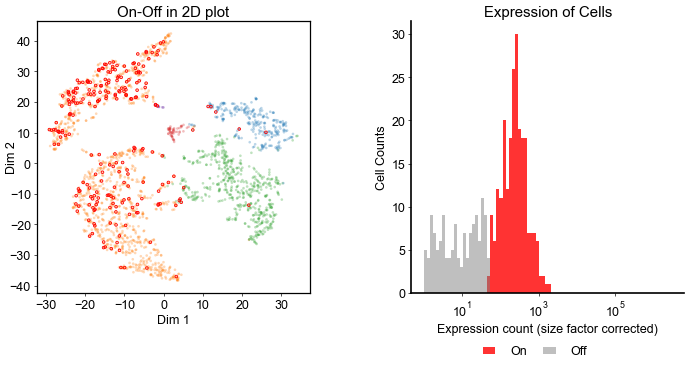 On-Off in 2D plot
Dim 2
40
30
20
10
0
−10
−20
−30
−40
−30 −20 −10 0 10 20 30
Dim 1
Expression of Cells
Cell Counts
30
25
20
15
10
5
0
10^1 10^3 10^5
Expression count (size factor corrected)
On Off